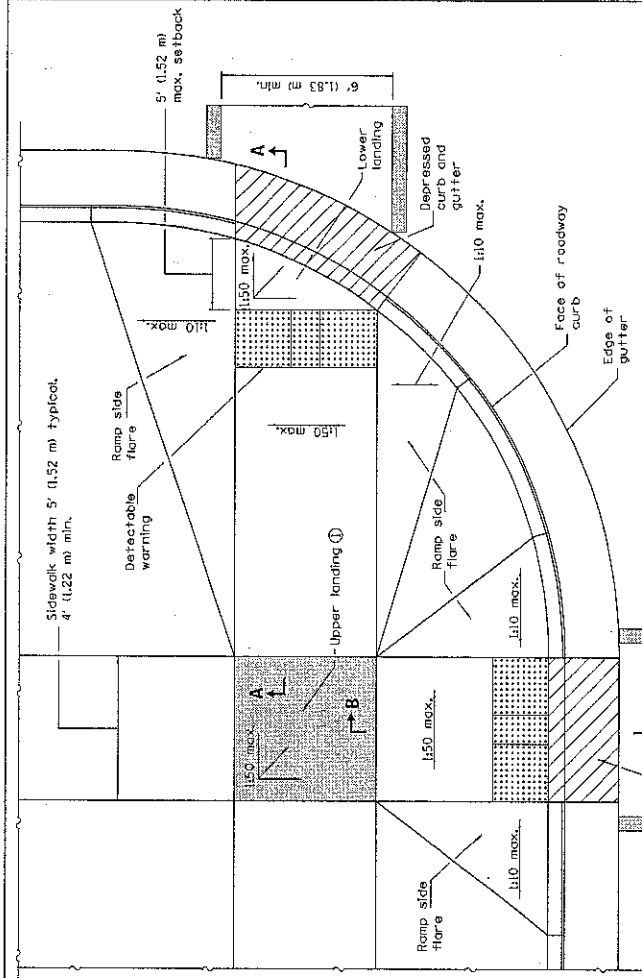 5' (1.52 m)
max. setback
6' (1.83 m) min.
Sidewalk width 5' (1.52 m) typical.
4' (1.22 m) min.
A
Lower
landing
1:10 max.
1:50 max.
Ramp side
flare
Depressed
curb and
gutter
Detectable
warning
1:50 max.
1:10 max.
Face of roadway
curb
Upper landing ①
Ramp side
flare
Edge of
gutter
A
B
1:50 max.
1:50 max.
1:10 max.
Ramp side
flare
1:10 max.